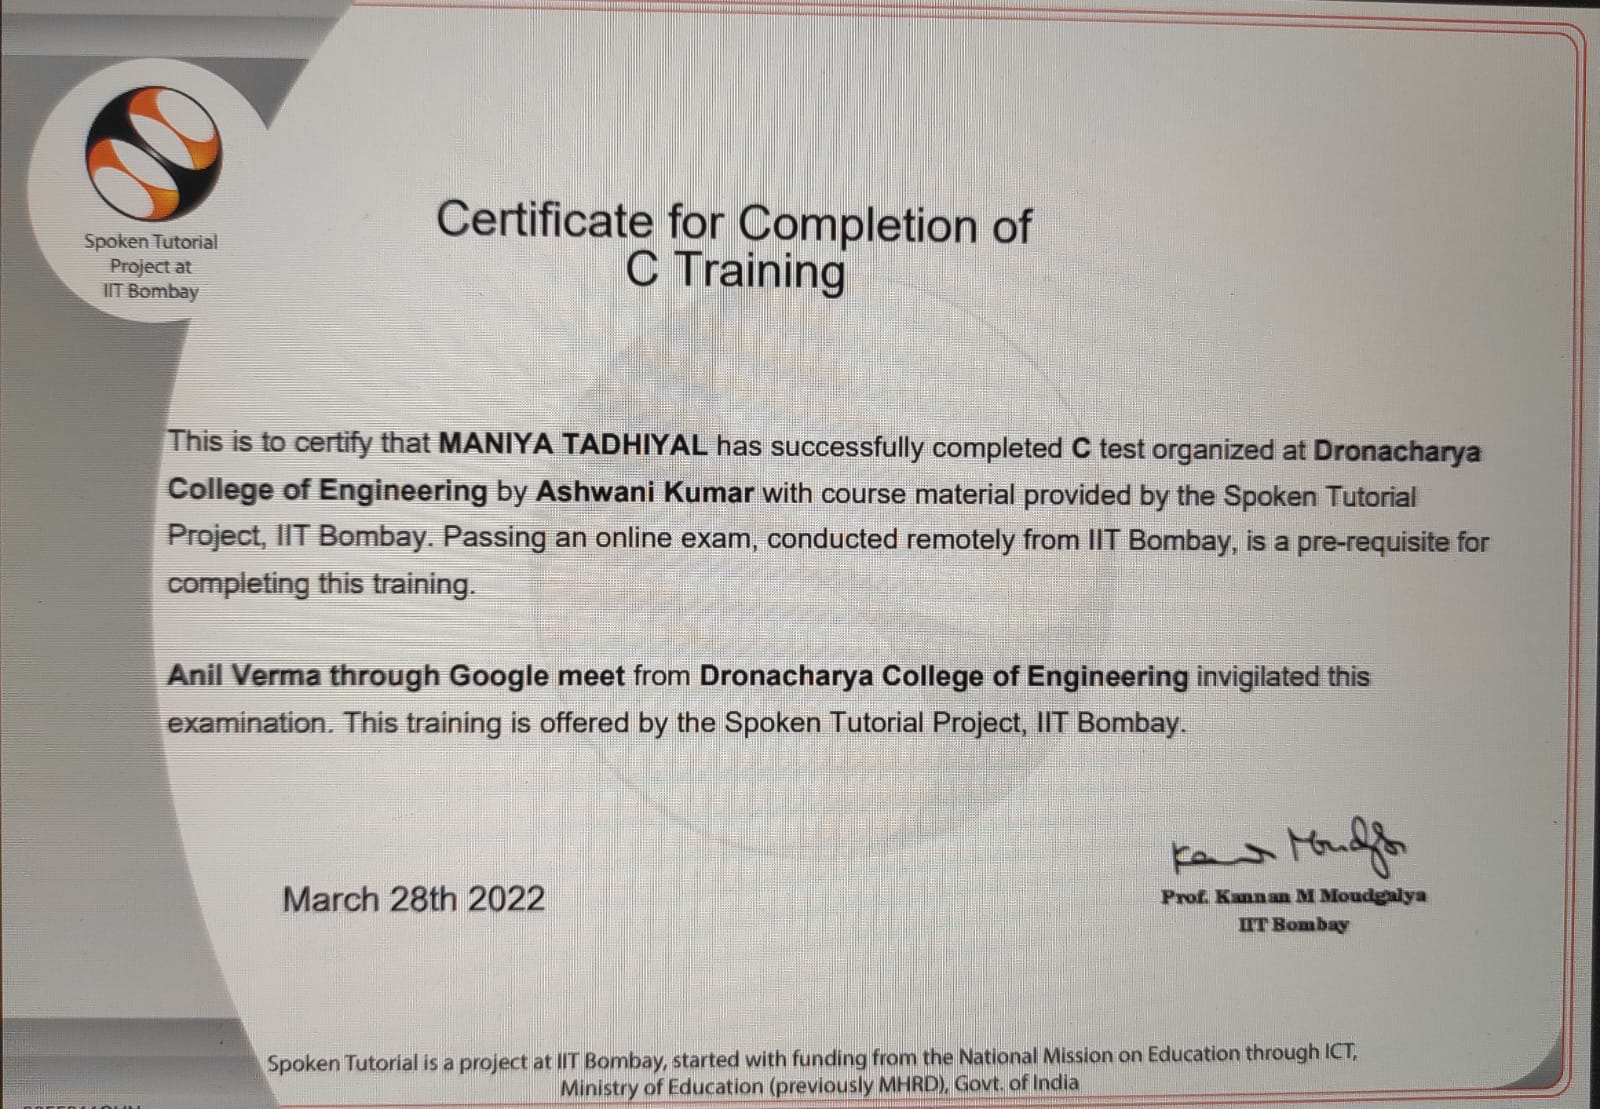 Spoken Tutorial
Project at
IIT Bombay
Certificate for Completion of
C Training
This is to certify that MANIYA TADHIYAL has successfully completed C test organized at Dronacharya
College of Engineering by Ashwani Kumar with course material provided by the Spoken Tutorial
Project, IIT Bombay. Passing an online exam, conducted remotely from IIT Bombay, is a pre-requisite for
completing this training.
Anil Verma through Google meet from Dronacharya College of Engineering invigilated this
examination. This training is offered by the Spoken Tutorial Project, IIT Bombay.
March 28th 2022
Prof. Kannan M Moudgalya
IIT Bombay
Spoken Tutorial is a project at IIT Bombay, started with funding from the National Mission on Education through ICT,
Ministry of Education (previously MHRD), Govt. of India